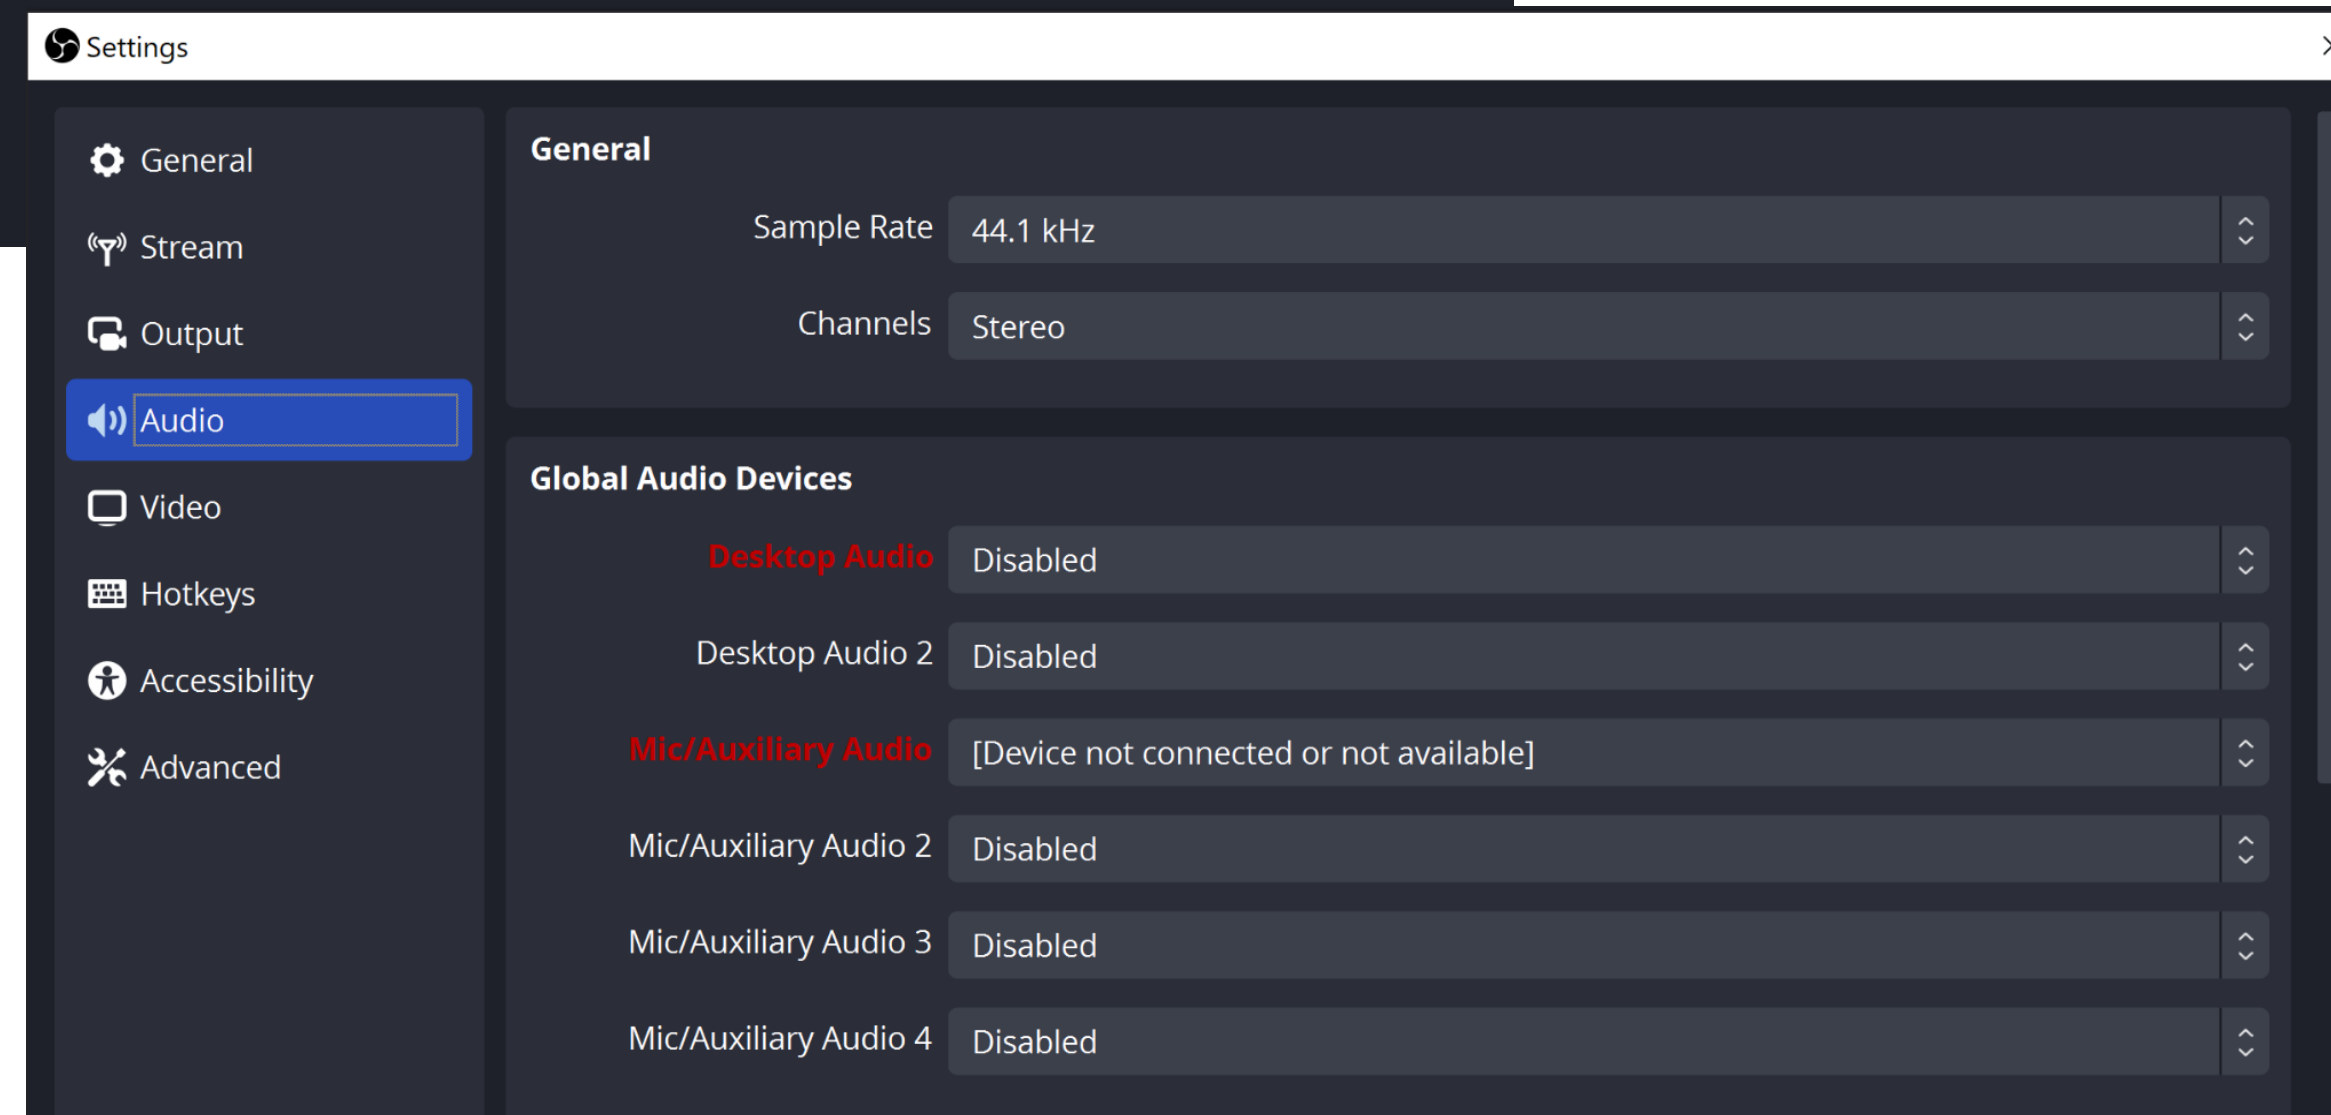 Settings
General
Stream
Output
Audio
Video
Hotkeys
Accessibility
Advanced
General
Sample Rate 44.1 kHz
Channels Stereo
Global Audio Devices
Desktop Audio Disabled
Desktop Audio 2 Disabled
Mic/Auxiliary Audio [Device not connected or not available]
Mic/Auxiliary Audio 2 Disabled
Mic/Auxiliary Audio 3 Disabled
Mic/Auxiliary Audio 4 Disabled